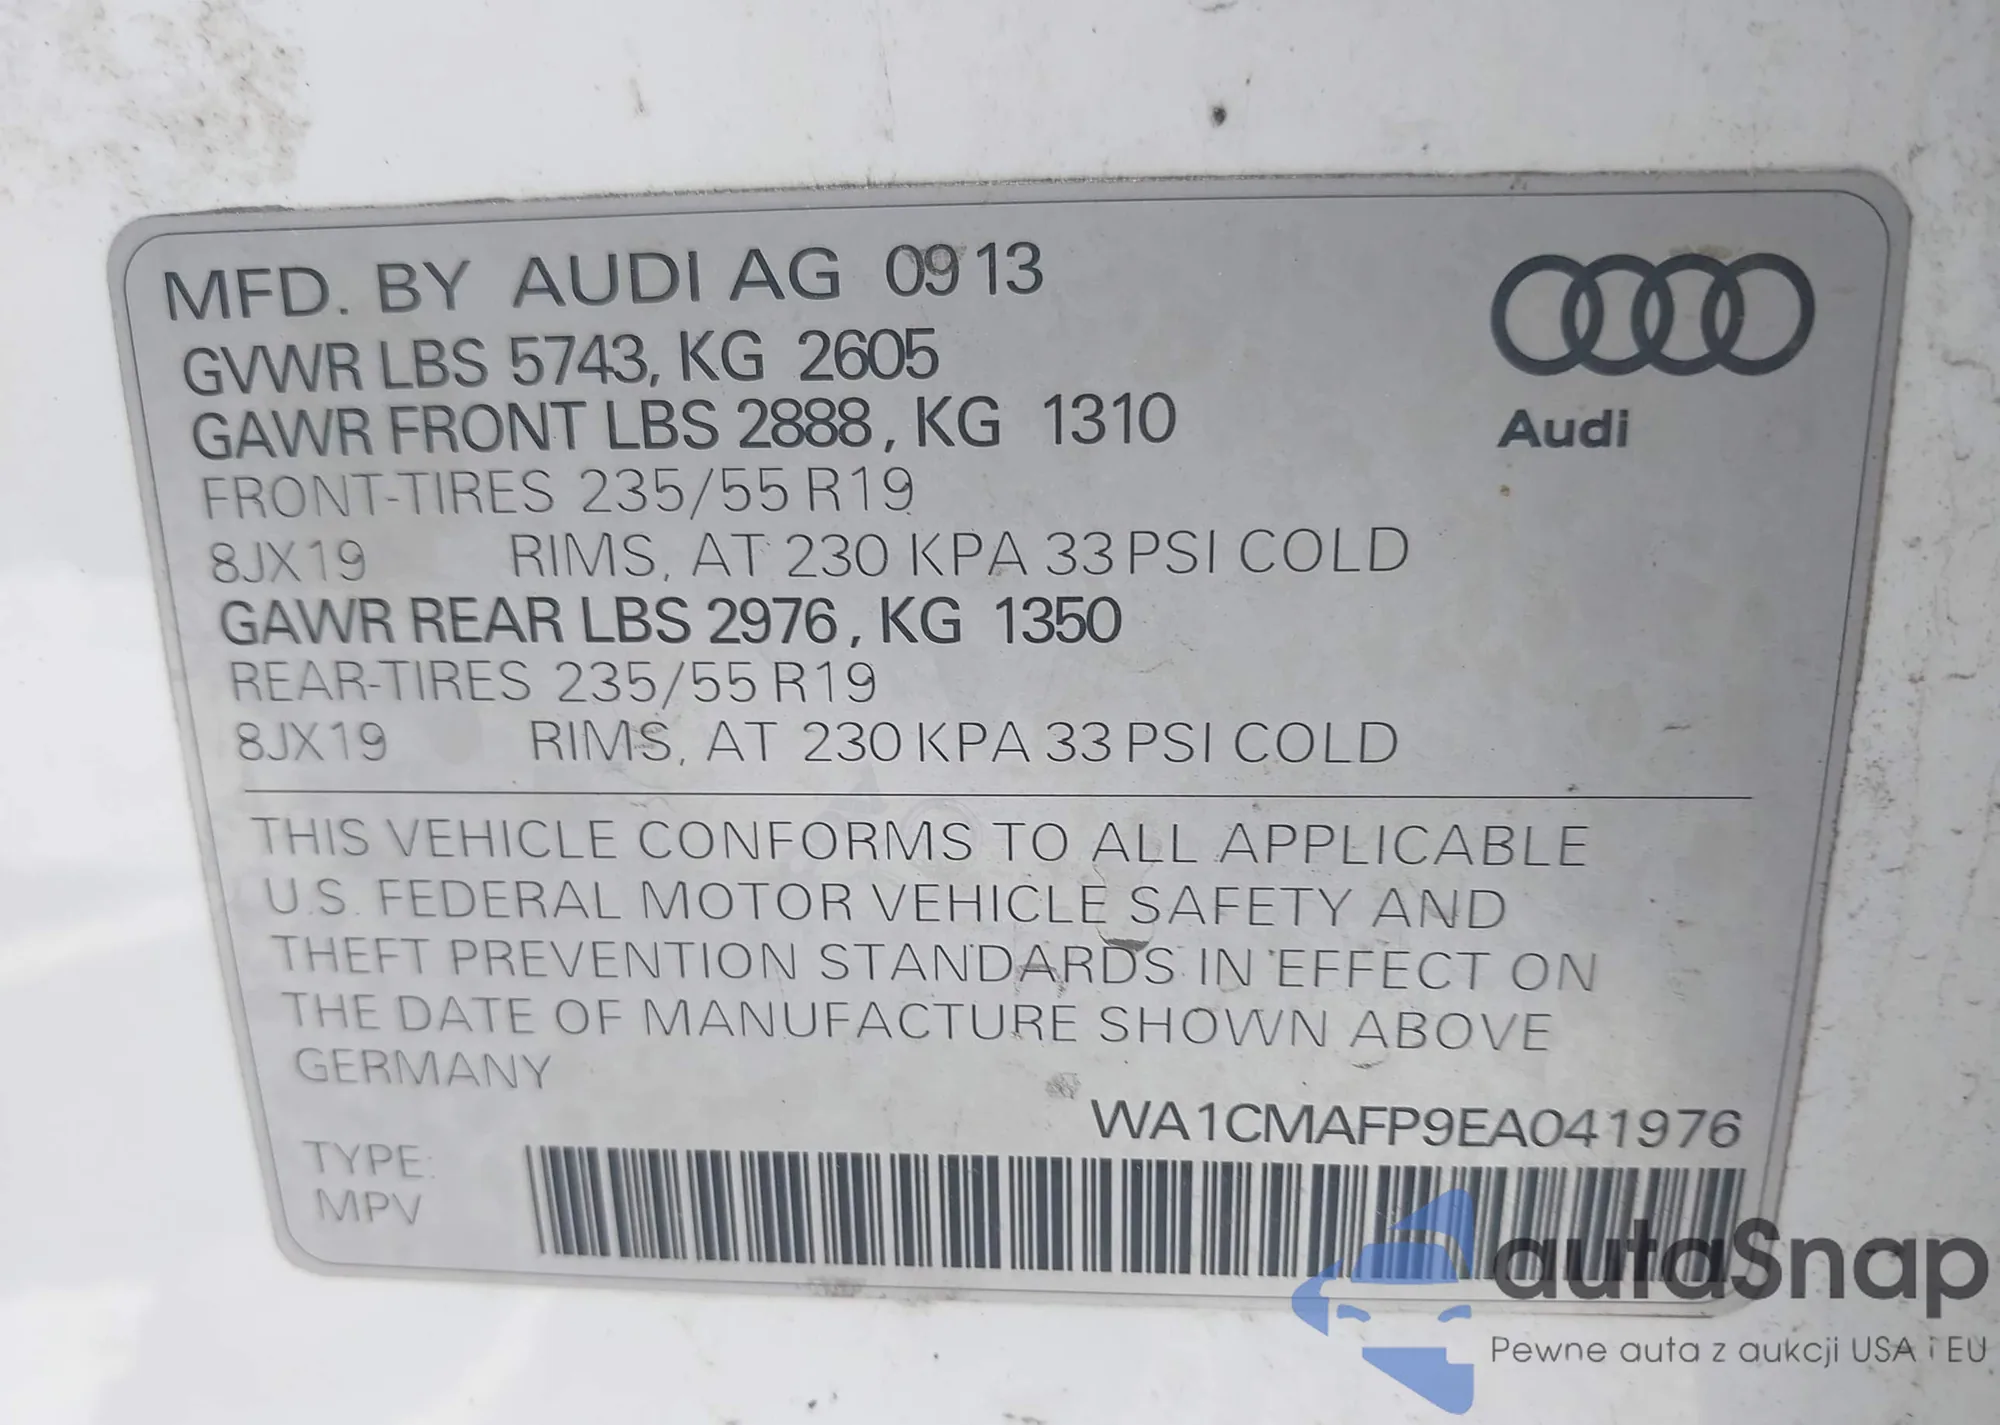 MFD. BY AUDI AG 09 13
GVWR LBS 5743, KG 2605
GAWR FRONT LBS 2888, KG 1310
FRONT-TIRES 235/55 R19
8JX19 RIMS, AT 230 KPA 33 PSI COLD
GAWR REAR LBS 2976, KG 1350
REAR-TIRES 235/55 R19
8JX19 RIMS, AT 230 KPA 33 PSI COLD
Audi
THIS VEHICLE CONFORMS TO ALL APPLICABLE
U.S. FEDERAL MOTOR VEHICLE SAFETY AND
THEFT PREVENTION STANDARDS IN EFFECT ON
THE DATE OF MANUFACTURE SHOWN ABOVE
GERMANY
WA1CMAFP9EA041976
TYPE:
MPV
autaSnap
Pewne auta z aukcji USA i EU